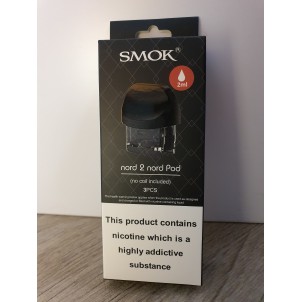 SMOK®
2ml
nord 2 nord Pod
(no coil included)
3PCS
This product contains
nicotine which is a
highly addictive
substance